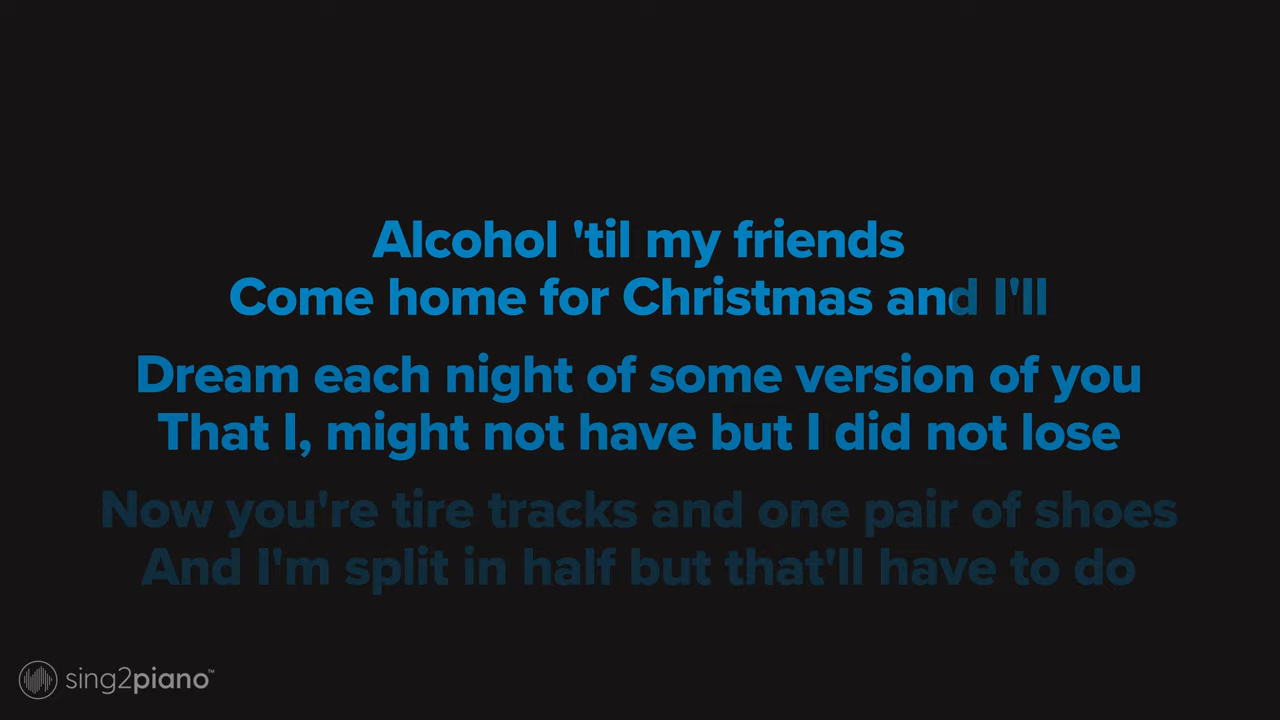 Alcohol 'til my friends
Come home for Christmas and I'll
Dream each night of some version of you
That I, might not have but I did not lose
Now you're tire tracks and one pair of shoes
And I'm split in half but that'll have to do
sing2piano™